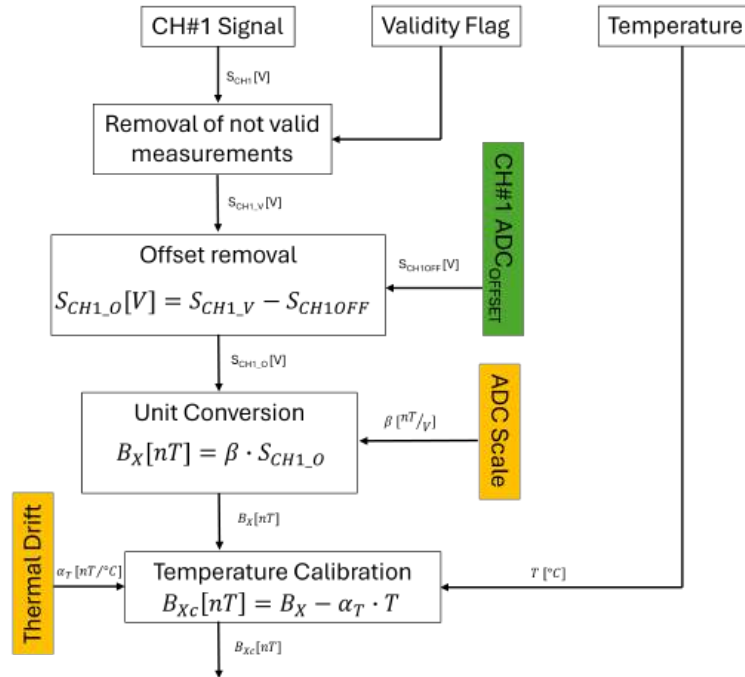 CH#1 Signal
Validity Flag
Temperature
S_CH1[V]
Removal of not valid
measurements
S_CH1_V[V]
CH#1 ADC_OFFSET
Offset removal
S_CH1OFF[V]
S_CH1_O[V] = S_CH1_V − S_CH1OFF
S_CH1_O[V]
ADC Scale
Unit Conversion
β [nT/V]
B_X[nT] = β · S_CH1_O
B_X[nT]
Thermal Drift
α_T [nT/°C]
Temperature Calibration
T [°C]
B_Xc[nT] = B_X − α_T · T
B_Xc[nT]